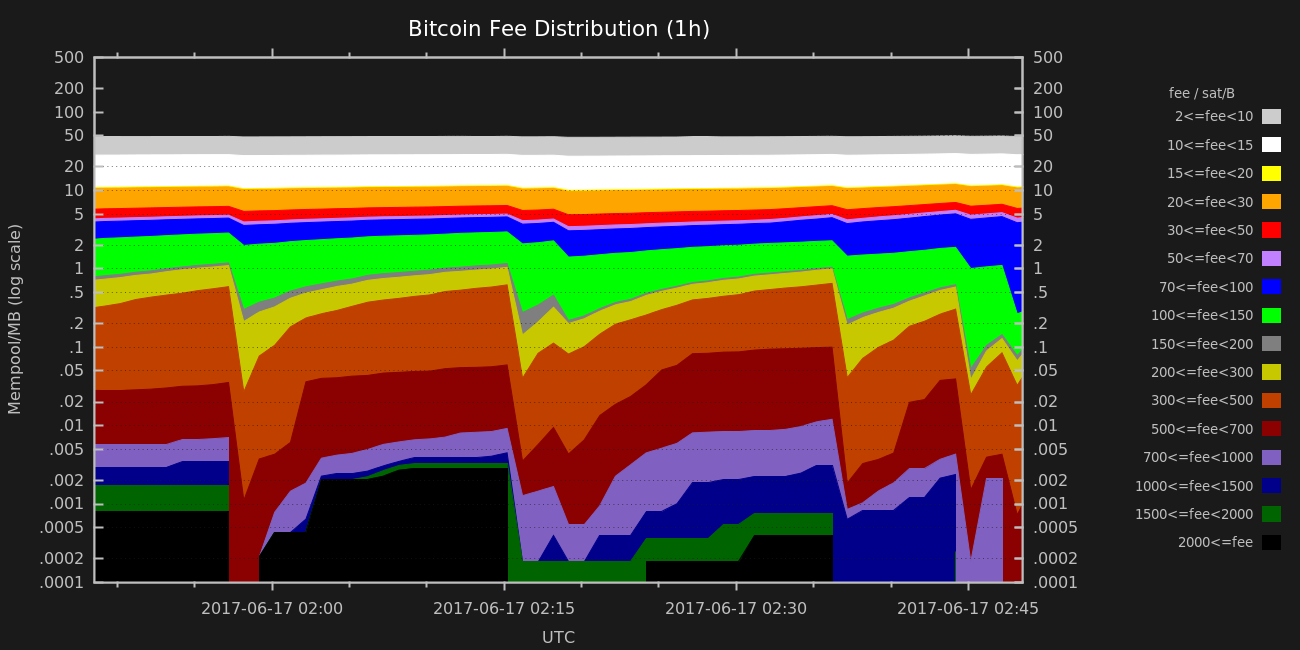 Bitcoin Fee Distribution (1h)
500
200
100
50
20
10
5
2
1
.5
.2
.1
.05
.02
.01
.005
.002
.001
.0005
.0002
.0001
Mempool/MB (log scale)
500
200
100
50
20
10
5
2
1
.5
.2
.1
.05
.02
.01
.005
.002
.001
.0005
.0002
.0001
2017-06-17 02:00 2017-06-17 02:15 2017-06-17 02:30 2017-06-17 02:45
UTC
fee / sat/B
2<=fee<10
10<=fee<15
15<=fee<20
20<=fee<30
30<=fee<50
50<=fee<70
70<=fee<100
100<=fee<150
150<=fee<200
200<=fee<300
300<=fee<500
500<=fee<700
700<=fee<1000
1000<=fee<1500
1500<=fee<2000
2000<=fee